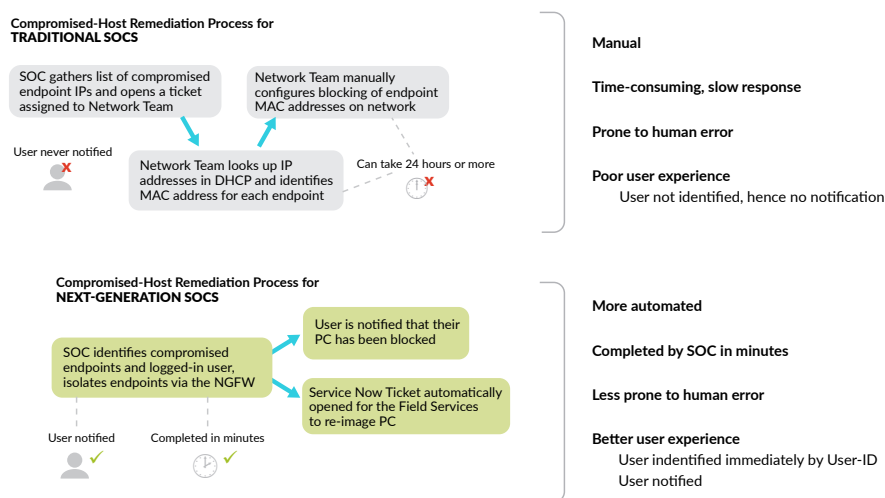 Compromised-Host Remediation Process for
TRADITIONAL SOCS
SOC gathers list of compromised
endpoint IPs and opens a ticket
assigned to Network Team
Network Team manually
configures blocking of endpoint
MAC addresses on network
User never notified
x
Network Team looks up IP
addresses in DHCP and identifies
MAC address for each endpoint
Can take 24 hours or more
x
Manual
Time-consuming, slow response
Prone to human error
Poor user experience
User not identified, hence no notification
Compromised-Host Remediation Process for
NEXT-GENERATION SOCS
SOC identifies compromised
endpoints and logged-in user,
isolates endpoints via the NGFW
User is notified that their
PC has been blocked
Service Now Ticket automatically
opened for the Field Services
to re-image PC
User notified
Completed in minutes
More automated
Completed by SOC in minutes
Less prone to human error
Better user experience
User indentified immediately by User-ID
User notified